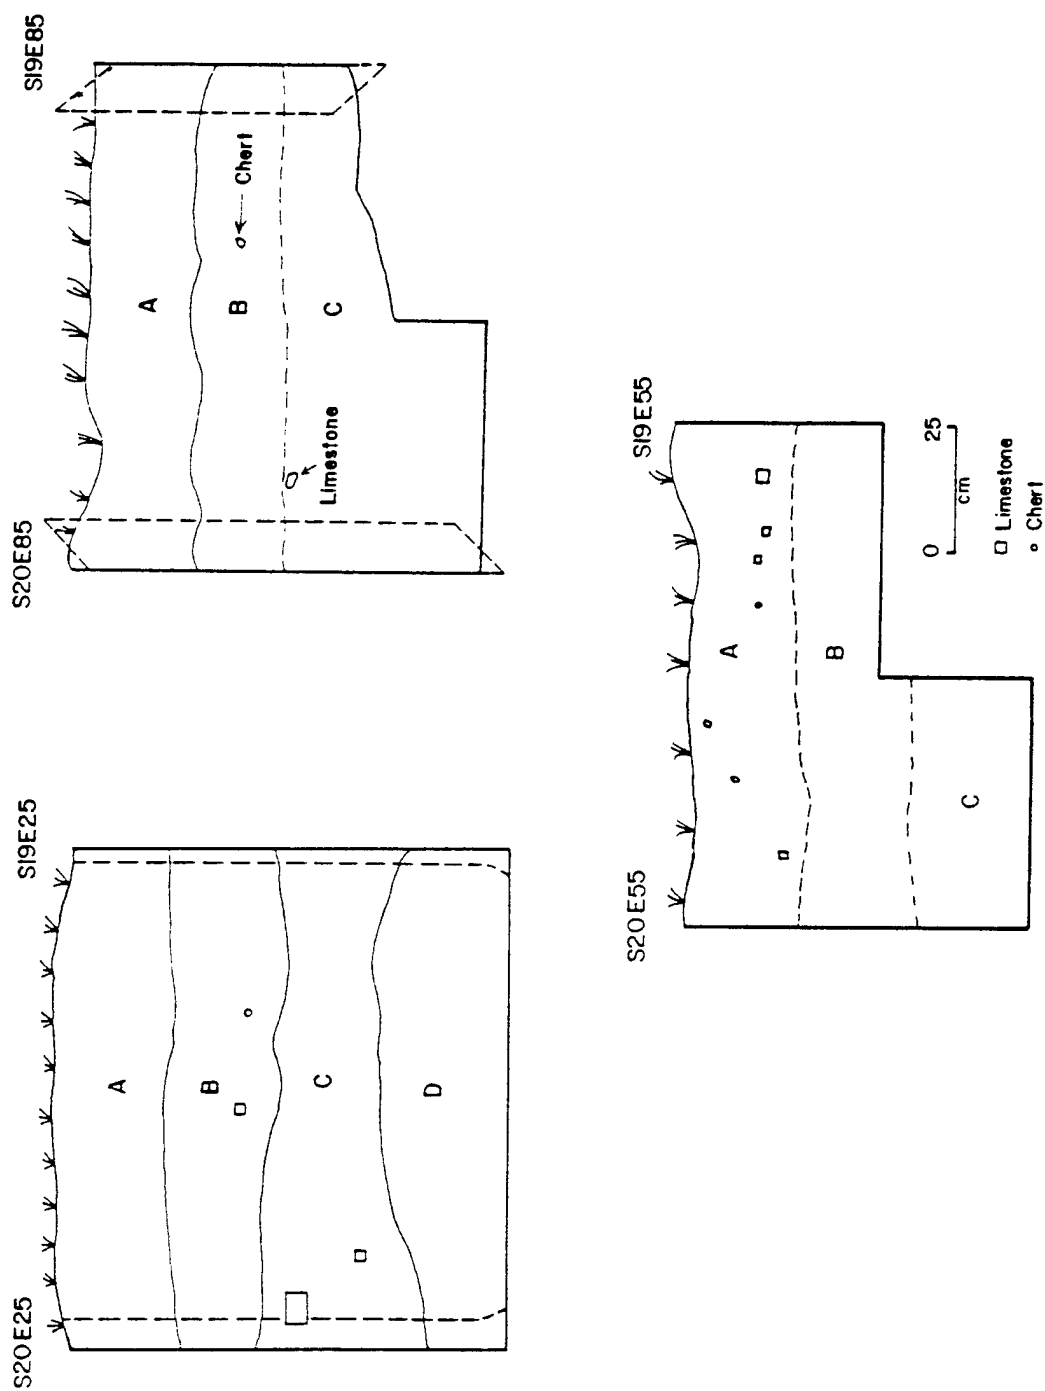 S20E25
S19E25
A
B
C
D
S20E85
S19E85
A
B
C
Chert
Limestone
S20E55
S19E55
A
B
C
0 25
cm
Limestone
Chert